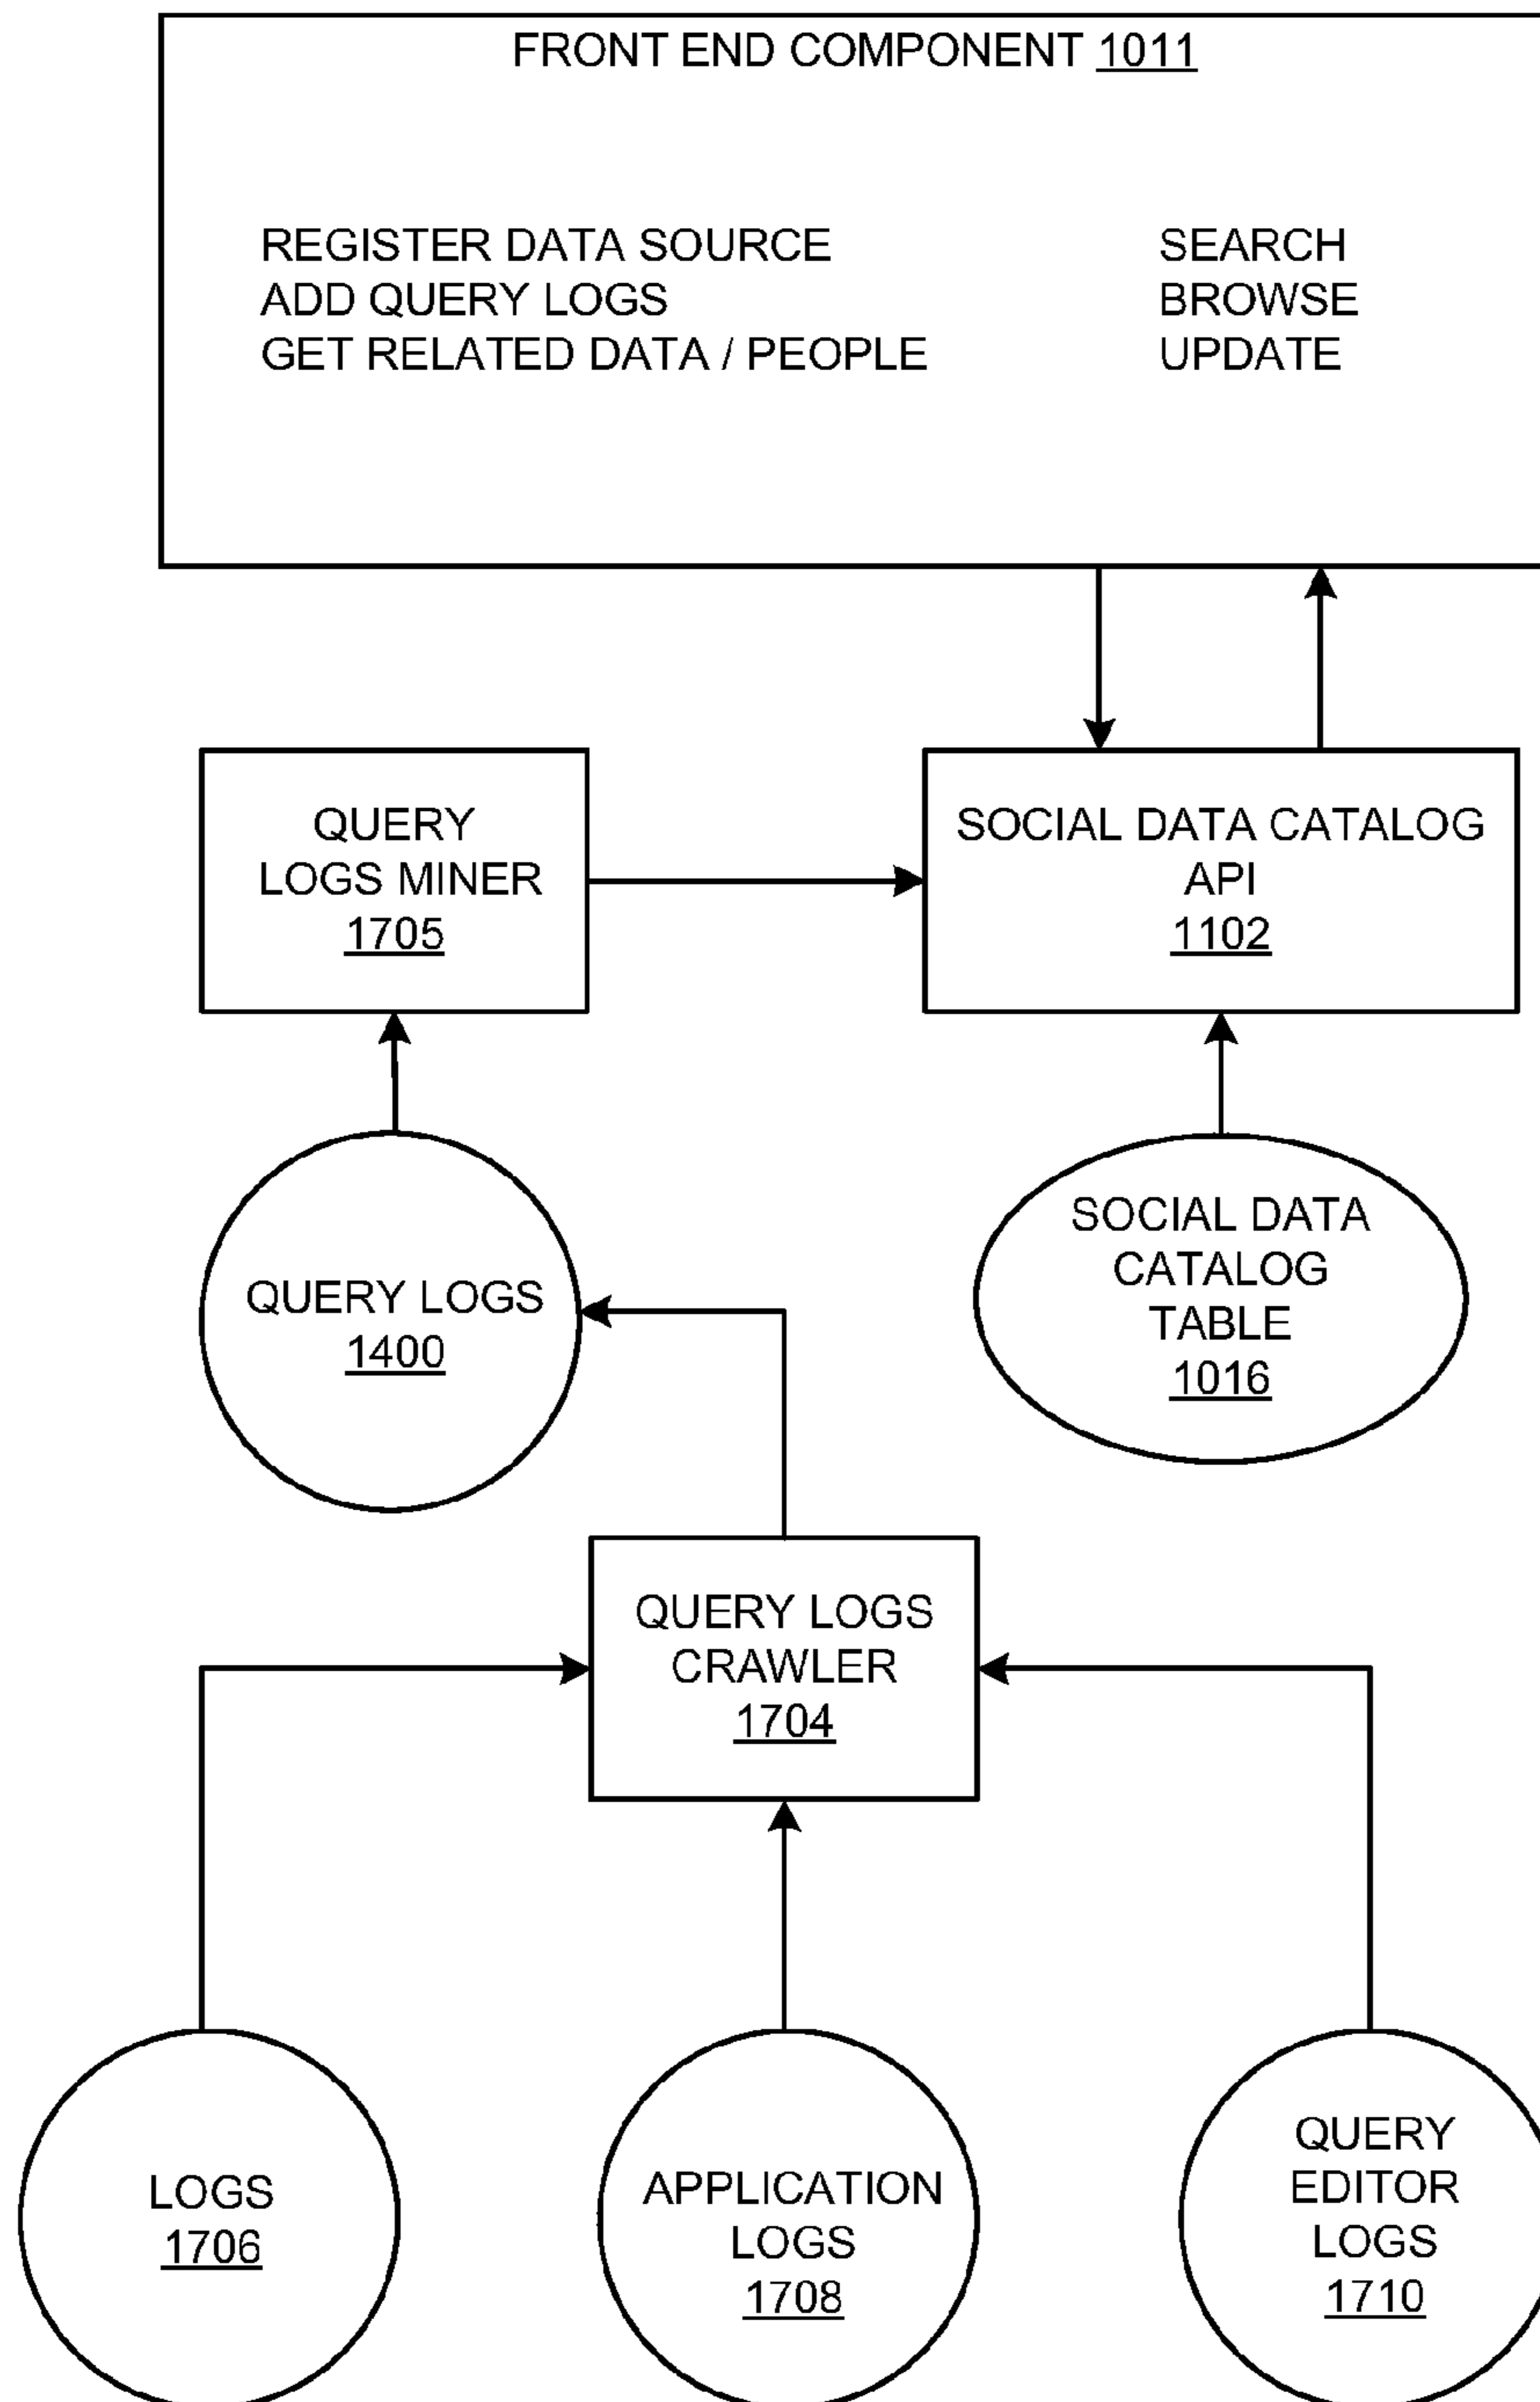 FRONT END COMPONENT 1011
REGISTER DATA SOURCE
ADD QUERY LOGS
GET RELATED DATA / PEOPLE
SEARCH
BROWSE
UPDATE
QUERY
LOGS MINER
1705
SOCIAL DATA CATALOG
API
1102
QUERY LOGS
1400
SOCIAL DATA
CATALOG
TABLE
1016
QUERY LOGS
CRAWLER
1704
LOGS
1706
APPLICATION
LOGS
1708
QUERY
EDITOR
LOGS
1710